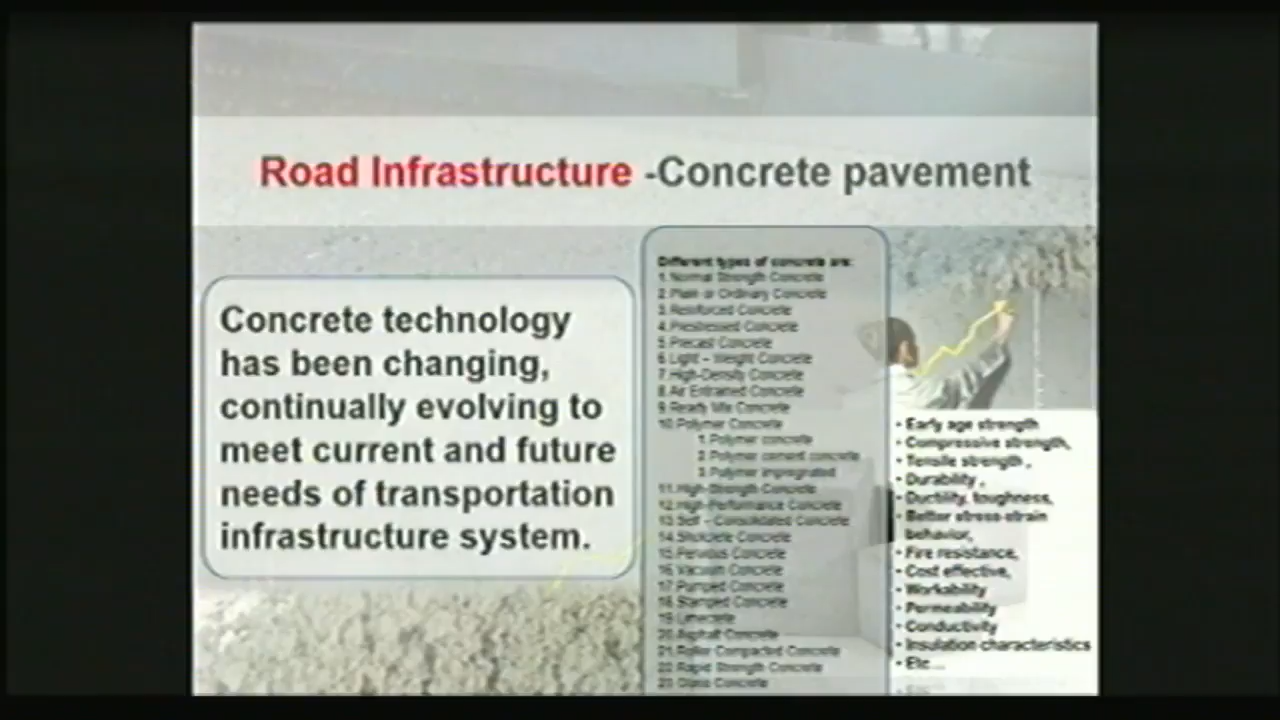 Road Infrastructure -Concrete pavement
Concrete technology
has been changing,
continually evolving to
meet current and future
needs of transportation
infrastructure system.
Different types of concrete are:
1. Normal Strength Concrete
2. Plain or Ordinary Concrete
3. Reinforced Concrete
4. Prestressed Concrete
5. Precast Concrete
6. Light – Weight Concrete
7. High-Density Concrete
8. Air Entrained Concrete
9. Ready Mix Concrete
10. Polymer Concrete
1. Polymer concrete
2. Polymer cement concrete
3. Polymer impregnated
11. High-Strength Concrete
12. High-Performance Concrete
13. Self – Consolidated Concrete
14. Shotcrete Concrete
15. Pervious Concrete
16. Vacuum Concrete
17. Pumped Concrete
18. Stamped Concrete
19. Limecrete
20. Asphalt Concrete
21. Roller Compacted Concrete
22. Rapid Strength Concrete
23. Glass Concrete
• Early age strength
• Compressive strength,
• Tensile strength ,
• Durability ,
• Ductility, toughness,
• Better stress-strain
behavior,
• Fire resistance,
• Cost effective,
• Workability
• Permeability
• Conductivity
• Insulation characteristics
• Etc...